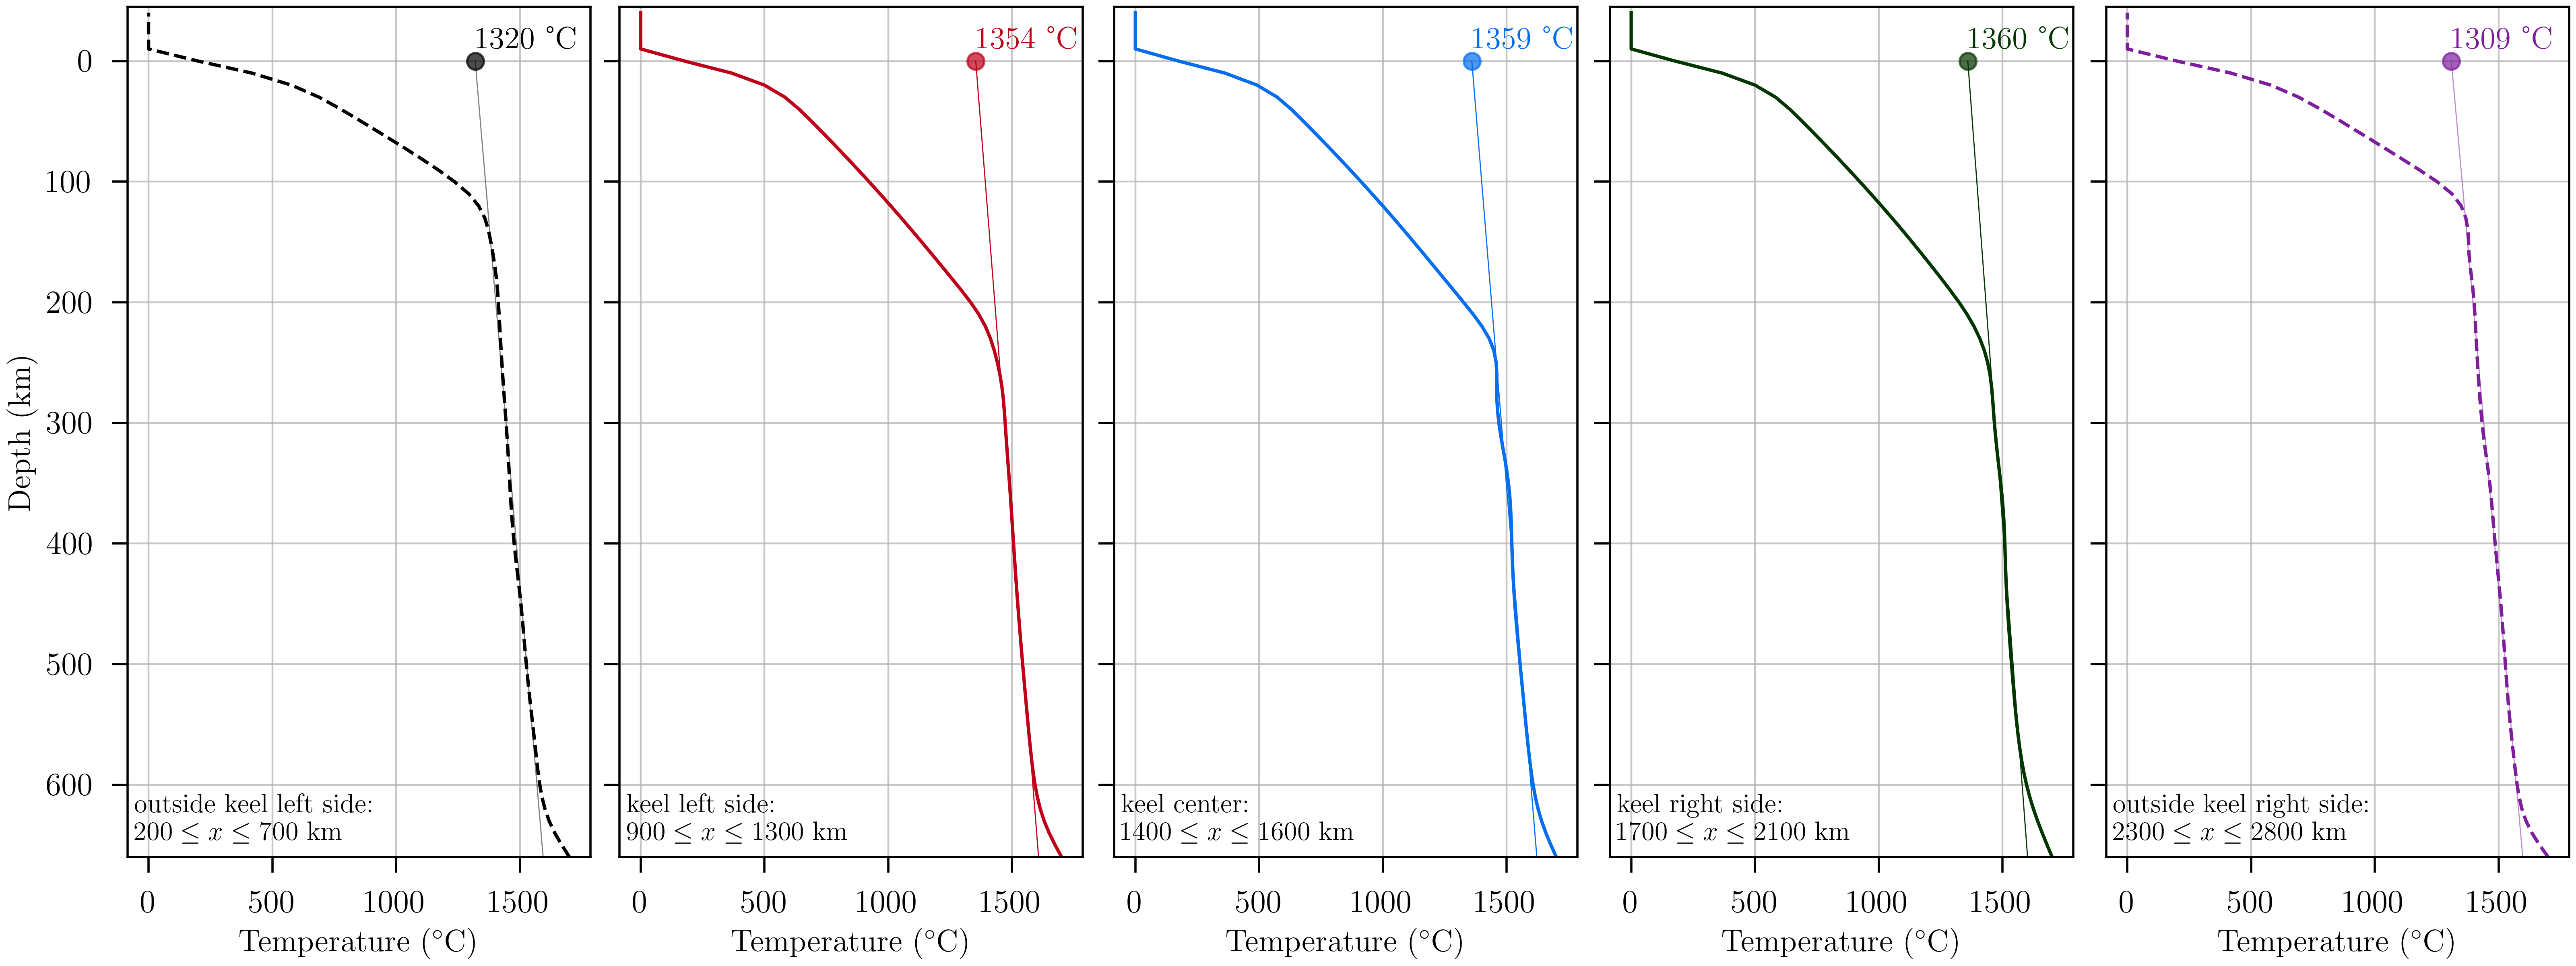 1320 °C
1354 °C
1359 °C
1360 °C
1309 °C
0
100
200
300
400
500
600
Depth (km)
outside keel left side:
200 ≤ x ≤ 700 km
keel left side:
900 ≤ x ≤ 1300 km
keel center:
1400 ≤ x ≤ 1600 km
keel right side:
1700 ≤ x ≤ 2100 km
outside keel right side:
2300 ≤ x ≤ 2800 km
0 500 1000 1500
0 500 1000 1500
0 500 1000 1500
0 500 1000 1500
0 500 1000 1500
Temperature (°C)
Temperature (°C)
Temperature (°C)
Temperature (°C)
Temperature (°C)